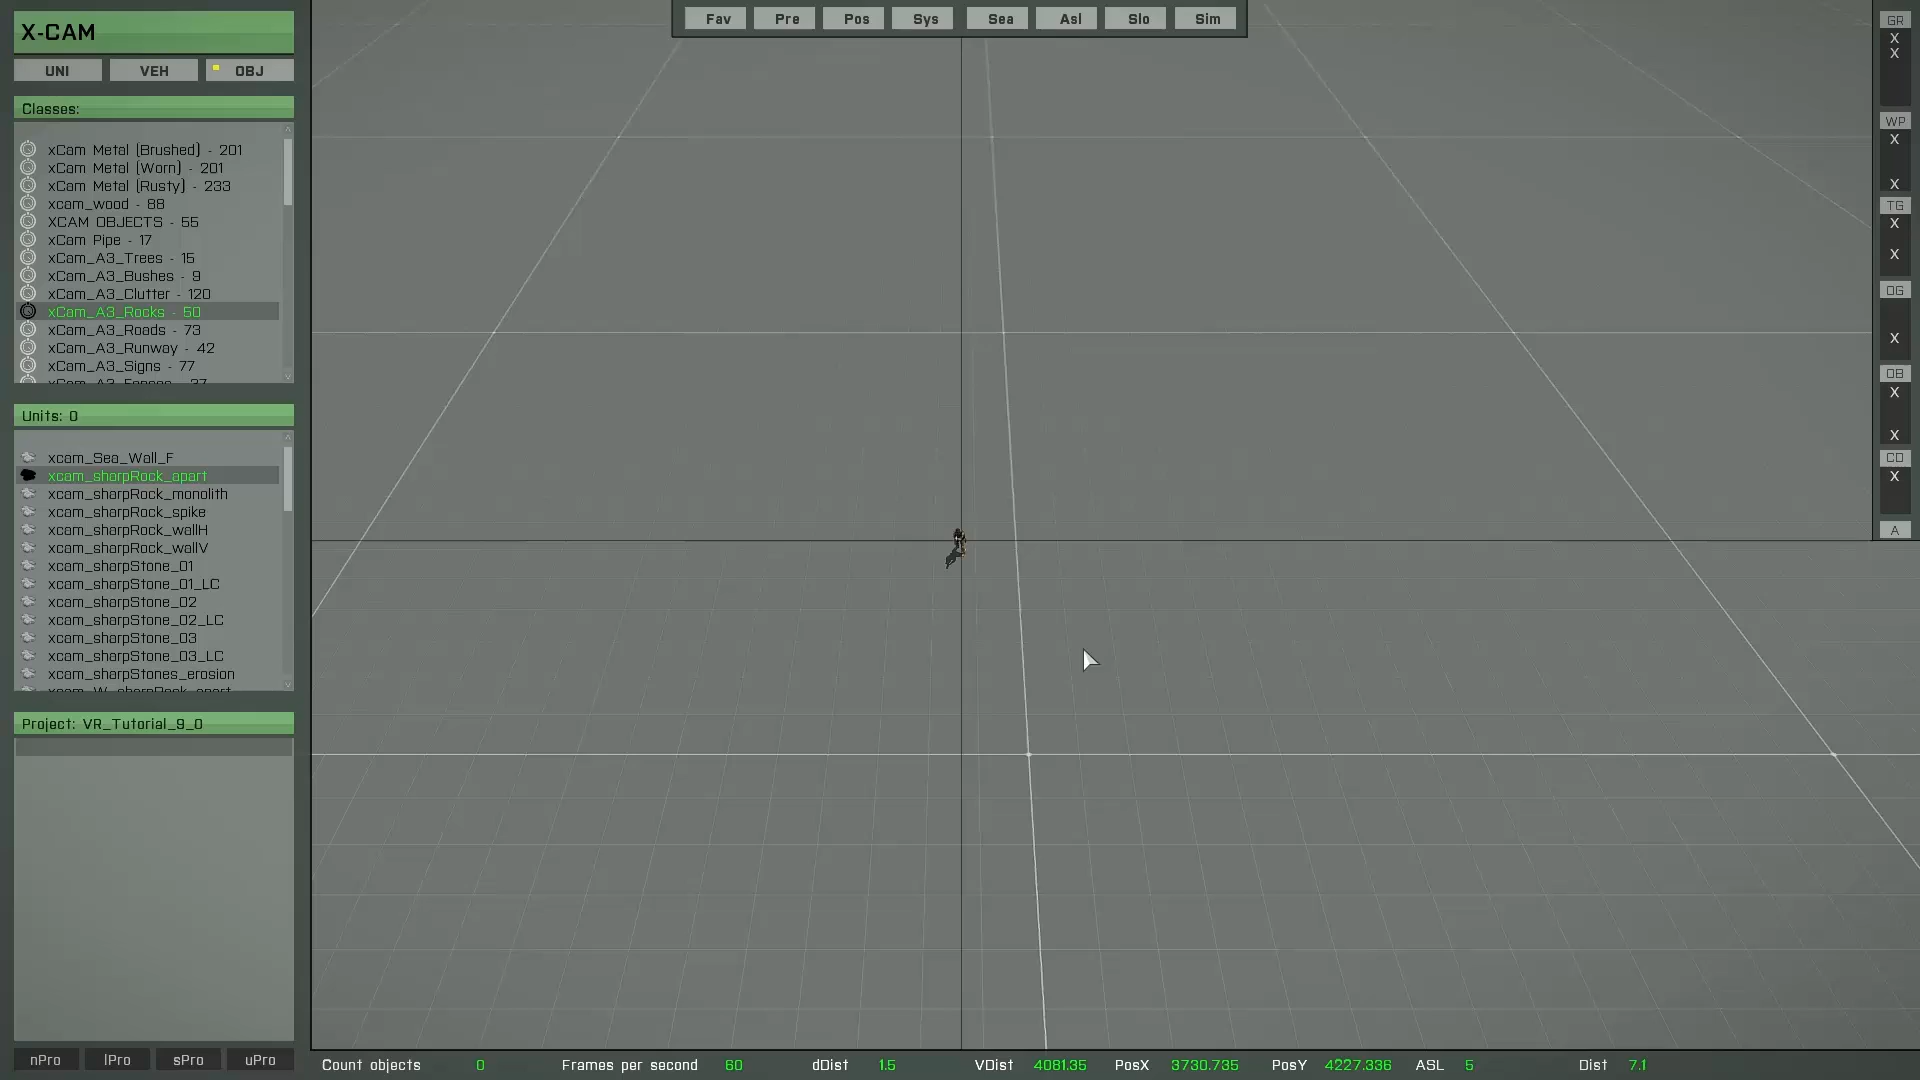 X-CAM
UNI VEH OBJ
Classes:
xCam Metal (Brushed) - 201
xCam Metal (Worn) - 201
xCam Metal (Rusty) - 233
xcam_wood - 88
XCAM OBJECTS - 55
xCam Pipe - 17
xCam_A3_Trees - 15
xCam_A3_Bushes - 9
xCam_A3_Clutter - 120
xCam_A3_Rocks - 50
xCam_A3_Roads - 73
xCam_A3_Runway - 42
xCam_A3_Signs - 77
xCam_A3_Fences - 37
Units: 0
xcam_Sea_Wall_F
xcam_sharpRock_apart
xcam_sharpRock_monolith
xcam_sharpRock_spike
xcam_sharpRock_wallH
xcam_sharpRock_wallV
xcam_sharpStone_01
xcam_sharpStone_01_LC
xcam_sharpStone_02
xcam_sharpStone_02_LC
xcam_sharpStone_03
xcam_sharpStone_03_LC
xcam_sharpStones_erosion
xcam_W_sharpRock_apart
Project: VR_Tutorial_9_0
nPro lPro sPro uPro
Fav Pre Pos Sys Sea Asl Slo Sim
GR
X
X
WP
X
X
TG
X
X
OG
X
OB
X
X
CO
X
A
Count objects 0 Frames per second 60 dDist 1.5 VDist 4081.35 PosX 3730.735 PosY 4227.336 ASL 5 Dist 7.1